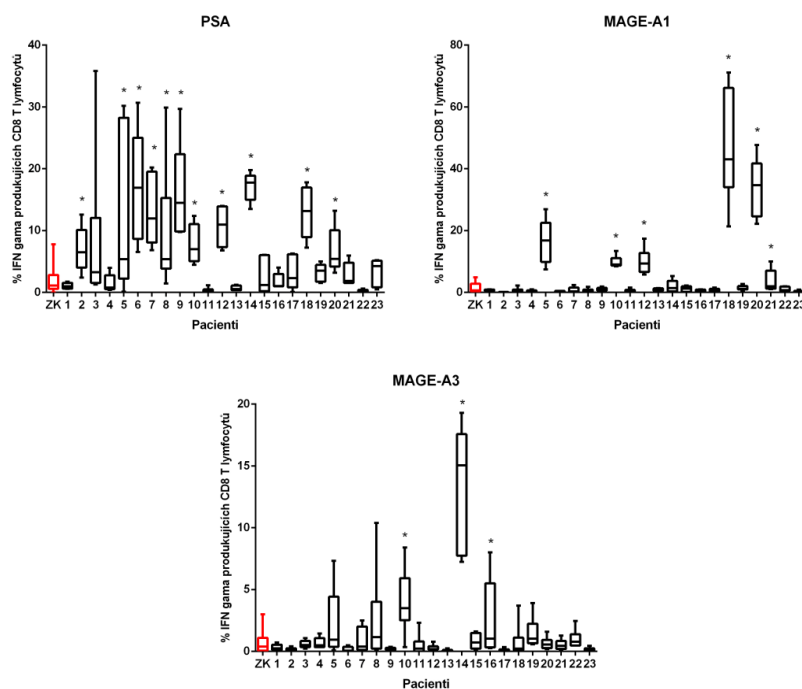 PSA
% IFN gama produkujicich CD8 T lymfocytů
40
30
20
10
0
* * * * * * * * * * *
ZK 1 2 3 4 5 6 7 8 9 10 11 12 13 14 15 16 17 18 19 20 21 22 23
Pacienti
MAGE-A1
% IFN gama produkujicich CD8 T lymfocytů
80
60
40
20
0
* * * * * *
ZK 1 2 3 4 5 6 7 8 9 10 11 12 13 14 15 16 17 18 19 20 21 22 23
Pacienti
MAGE-A3
% IFN gama produkujicich CD8 T lymfocytů
20
15
10
5
0
* * *
ZK 1 2 3 4 5 6 7 8 9 10 11 12 13 14 15 16 17 18 19 20 21 22 23
Pacienti